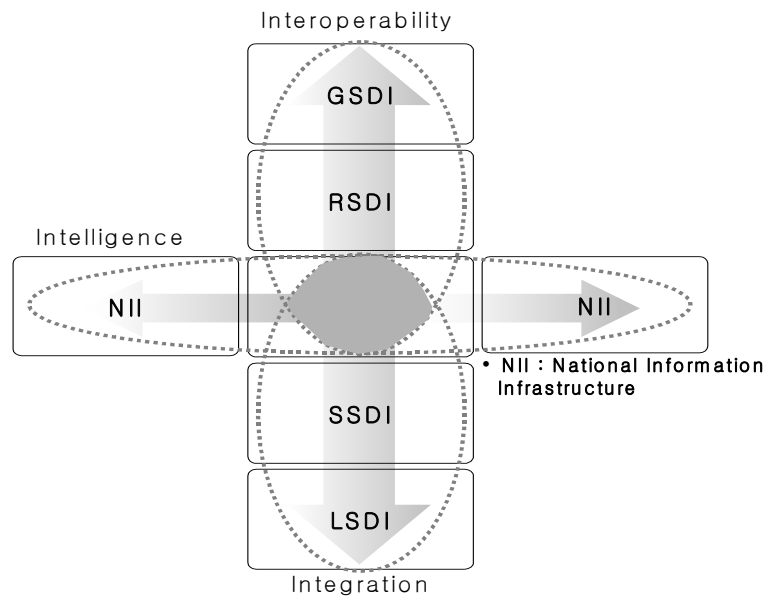 Interoperability
GSDI
RSDI
Intelligence
NII
NII
• NII : National Information
Infrastructure
SSDI
LSDI
Integration